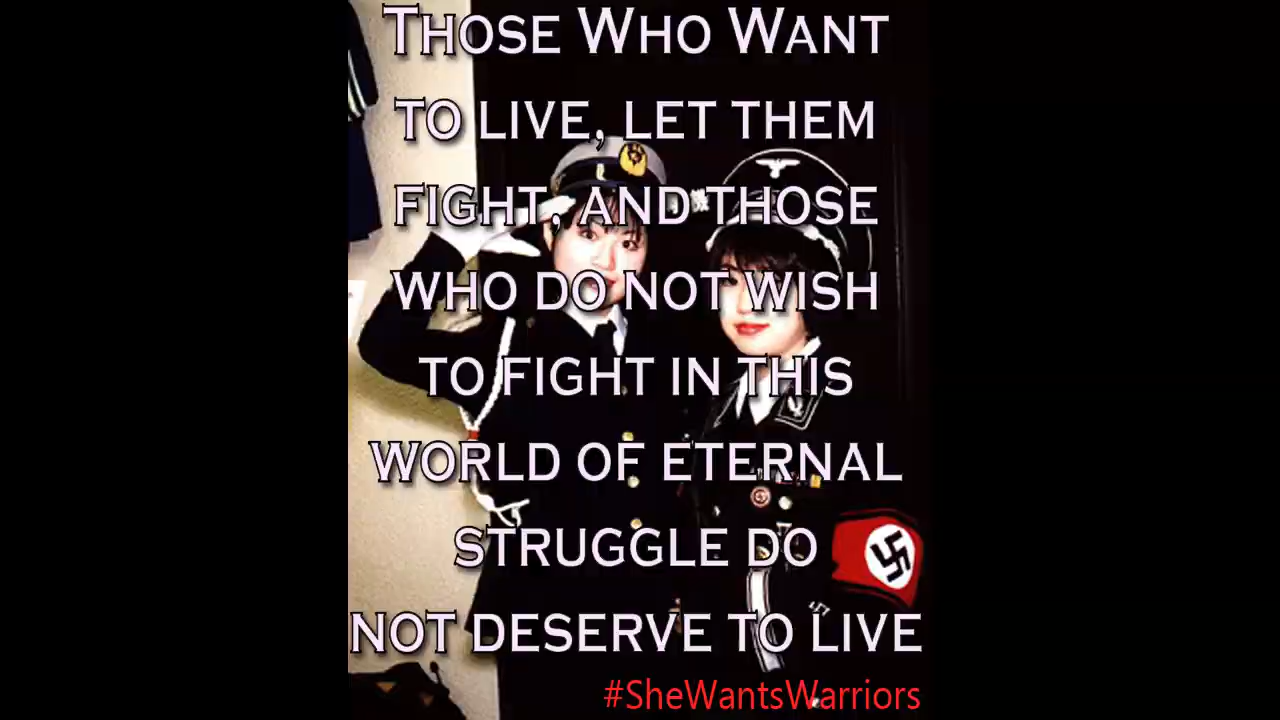 Those Who Want
to live, let them
fight, and those
who do not wish
to fight in this
world of eternal
struggle do
not deserve to live
#SheWantsWarriors